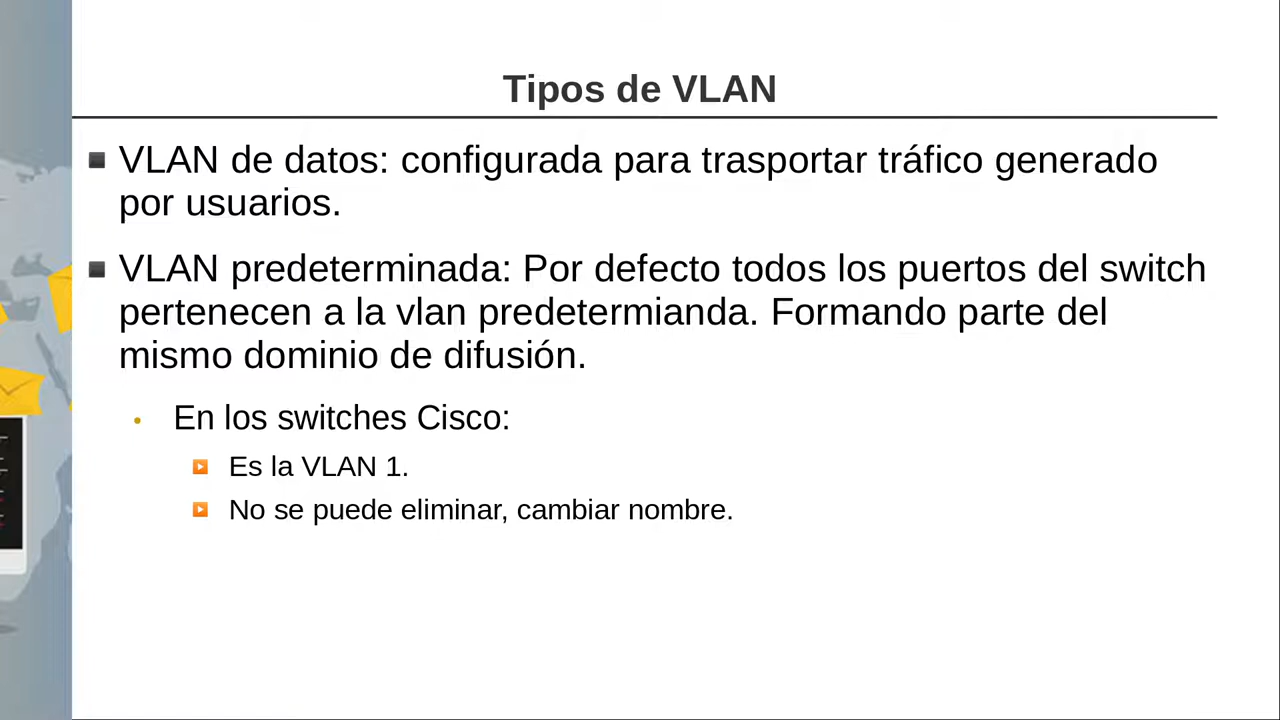 Tipos de VLAN
VLAN de datos: configurada para trasportar tráfico generado
por usuarios.
VLAN predeterminada: Por defecto todos los puertos del switch
pertenecen a la vlan predetermianda. Formando parte del
mismo dominio de difusión.
En los switches Cisco:
Es la VLAN 1.
No se puede eliminar, cambiar nombre.